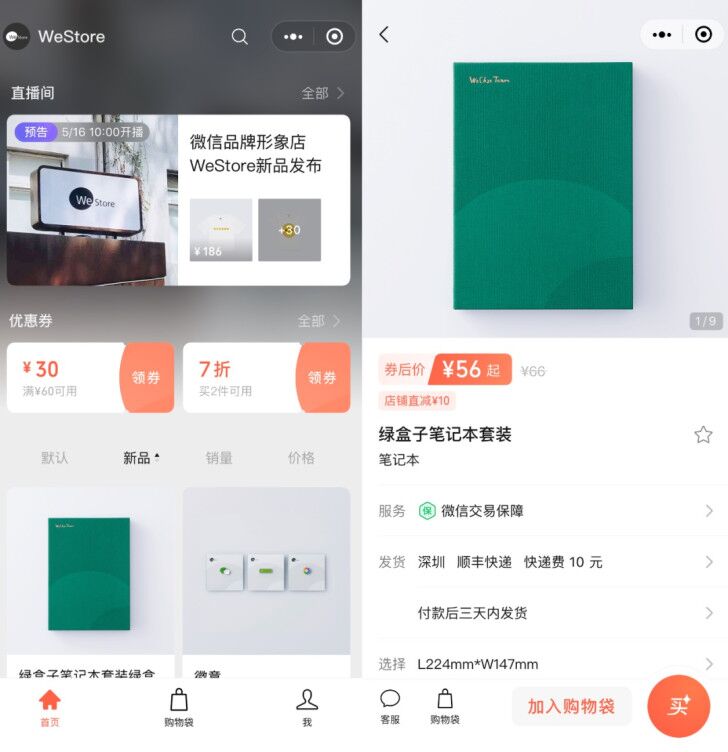 WeStore
直播间
全部
预告 5/16 10:00开播
We Store
微信品牌形象店
WeStore新品发布
¥186
+30
优惠券
全部
¥30
满¥60可用
领券
7折
买2件可用
领券
默认
新品
销量
价格
WeChat Team
绿盒子笔记本套装绿盒
徽章
首页
购物袋
我
WeChat Team
1/9
券后价 ¥56 起 ¥66
店铺直减¥10
绿盒子笔记本套装
笔记本
服务 保 微信交易保障
发货 深圳 顺丰快递 快递费 10 元
付款后三天内发货
选择 L224mm*W147mm
客服
购物袋
加入购物袋
买